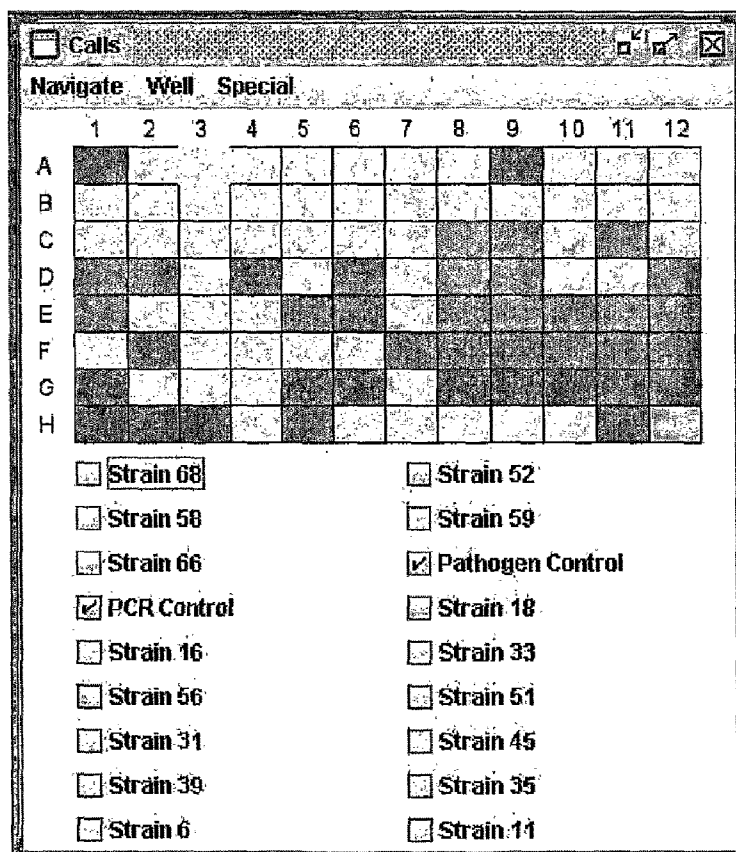 Calls
Navigate Well Special
1 2 3 4 5 6 7 8 9 10 11 12
A
B
C
D
E
F
G
H
Strain 68 Strain 52
Strain 58 Strain 59
Strain 66 Pathogen Control
PCR Control Strain 18
Strain 16 Strain 33
Strain 56 Strain 51
Strain 31 Strain 45
Strain 39 Strain 35
Strain 6 Strain 11